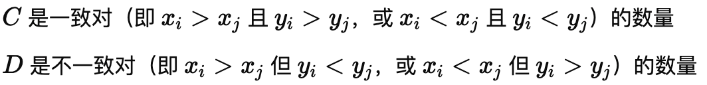 C 是一致对（即 x_i > x_j 且 y_i > y_j，或 x_i < x_j 且 y_i < y_j）的数量
D 是不一致对（即 x_i > x_j 但 y_i < y_j，或 x_i < x_j 但 y_i > y_j）的数量